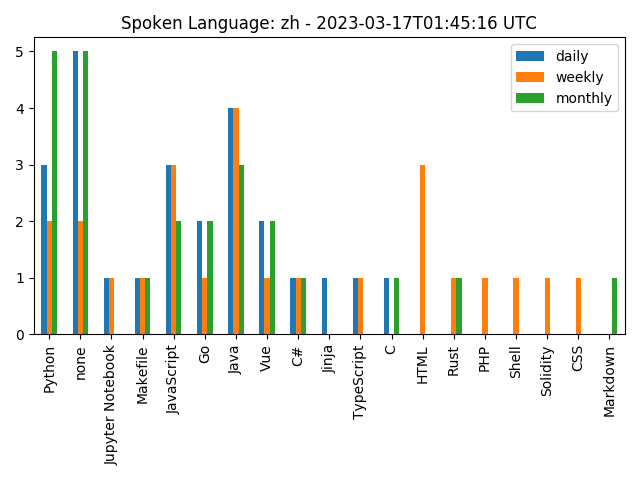 Spoken Language: zh - 2023-03-17T01:45:16 UTC
daily
weekly
monthly
5
4
3
2
1
0
Python
none
Jupyter Notebook
Makefile
JavaScript
Go
Java
Vue
C#
Jinja
TypeScript
C
HTML
Rust
PHP
Shell
Solidity
CSS
Markdown